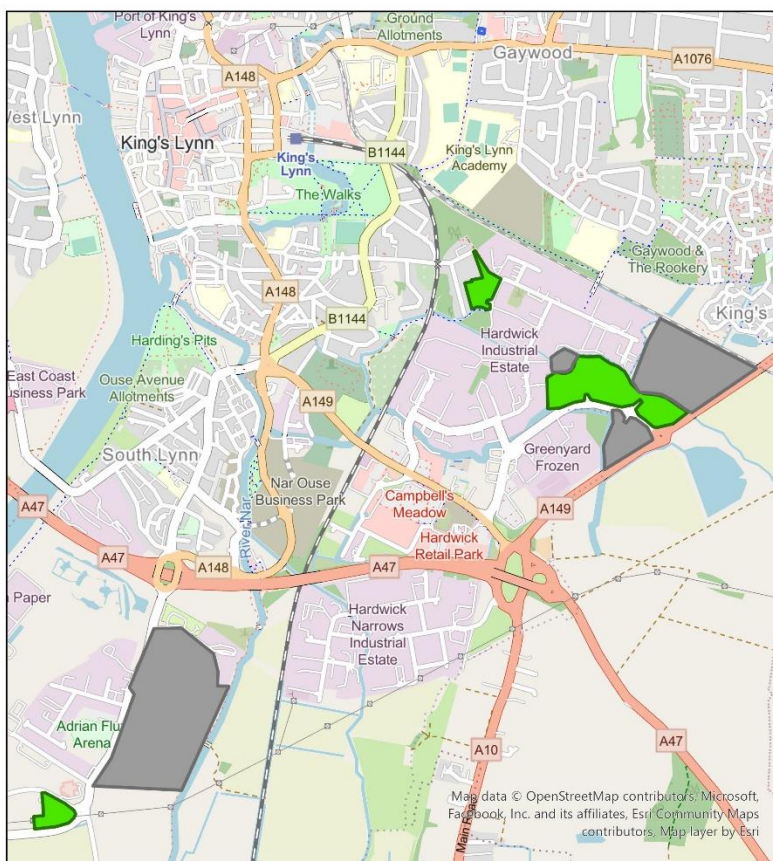 Port of King's
Lynn
Ground
Allotments
Gaywood
A148
A1076
West Lynn
King's Lynn
King's
Lynn
B1144
King's Lynn
Academy
The Walks
Gaywood &
The Rookery
A148
King's
B1144
Harding's Pits
Hardwick
Industrial
Estate
East Coast
Business Park
Ouse Avenue
Allotments
A149
South Lynn
Greenyard
Frozen
Nar Ouse
Business Park
Campbell's
Meadow
A149
A47
River Nar
Hardwick
Retail Park
A47
A148
A47
n Paper
Hardwick
Narrows
Industrial
Estate
Adrian Flu
Arena
A10
A47
Main Road
Map data © OpenStreetMap contributors, Microsoft,
Facebook, Inc. and its affiliates, Esri Community Maps
contributors, Map layer by Esri